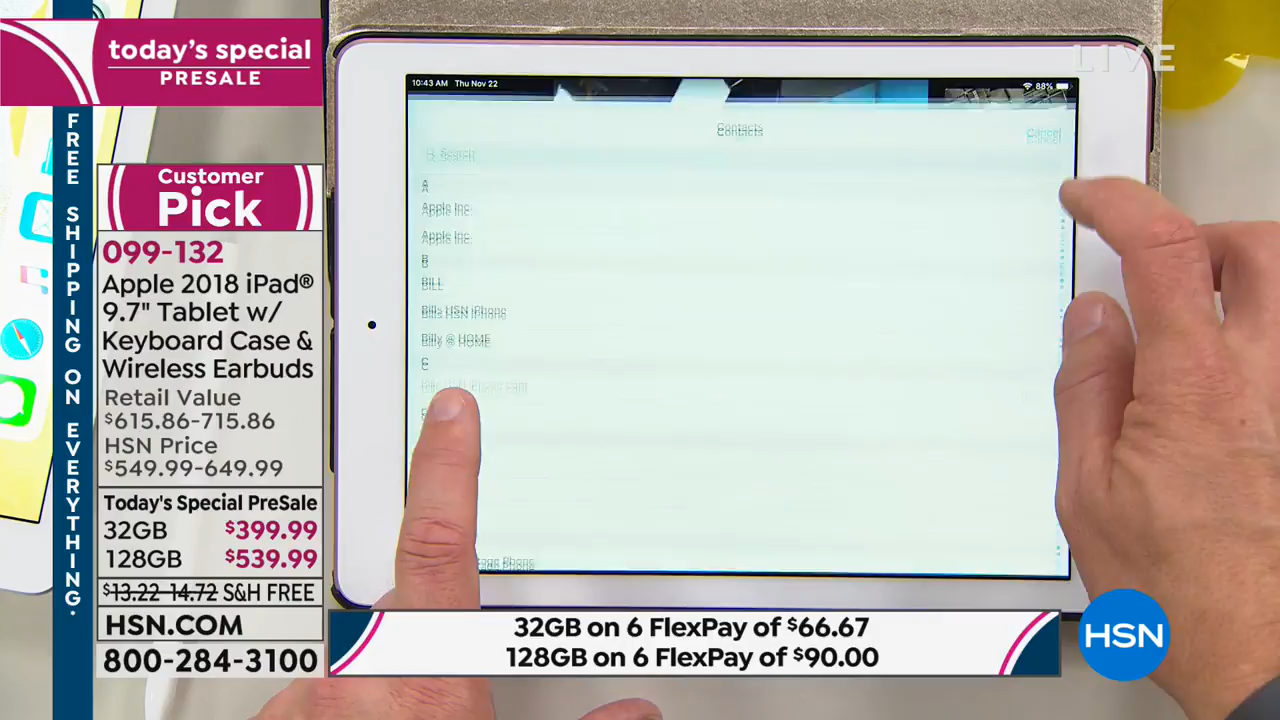 today's special
PRESALE
FREE SHIPPING ON EVERYTHING.
Customer
Pick
099-132
Apple 2018 iPad®
9.7" Tablet w/
Keyboard Case &
Wireless Earbuds
Retail Value
$615.86-715.86
HSN Price
$549.99-649.99
Today's Special PreSale
32GB $399.99
128GB $539.99
$13.22-14.72 S&H FREE
HSN.COM
800-284-3100
LIVE
10:43 AM Thu Nov 22
88%
Contacts
Cancel
Search
A
Apple Inc.
Apple Inc.
B
BILL
Bills HSN iPhone
Billy @ HOME
C
Phone
32GB on 6 FlexPay of $66.67
128GB on 6 FlexPay of $90.00
HSN